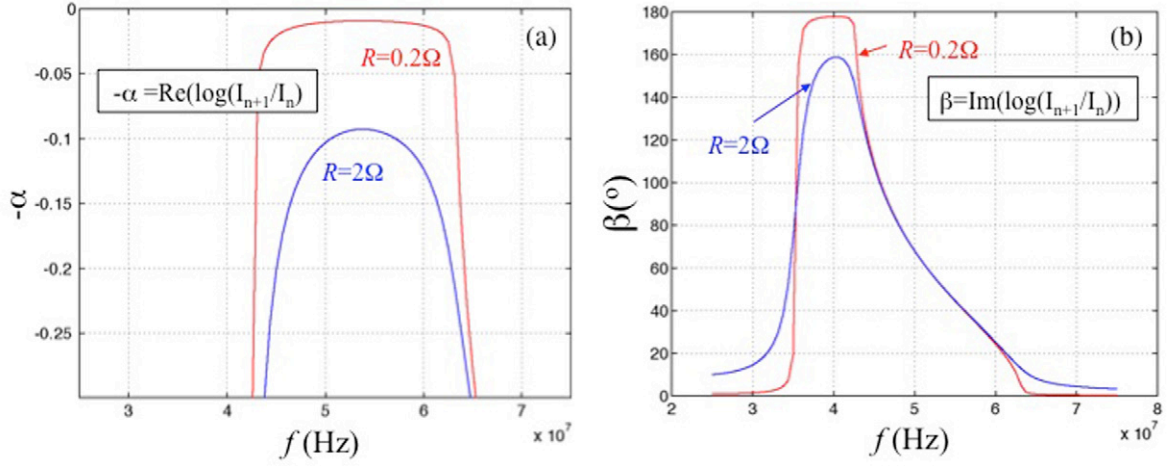 (a)
R=0.2Ω
-α =Re(log(Iₙ₊₁/Iₙ)
R=2Ω
-α
0
-0.05
-0.1
-0.15
-0.2
-0.25
3 4 5 6 7
x 10⁷
f (Hz)
(b)
R=0.2Ω
β=Im(log(Iₙ₊₁/Iₙ))
R=2Ω
β(º)
180
160
140
120
100
80
60
40
20
0
2 3 4 5 6 7 8
x 10⁷
f (Hz)